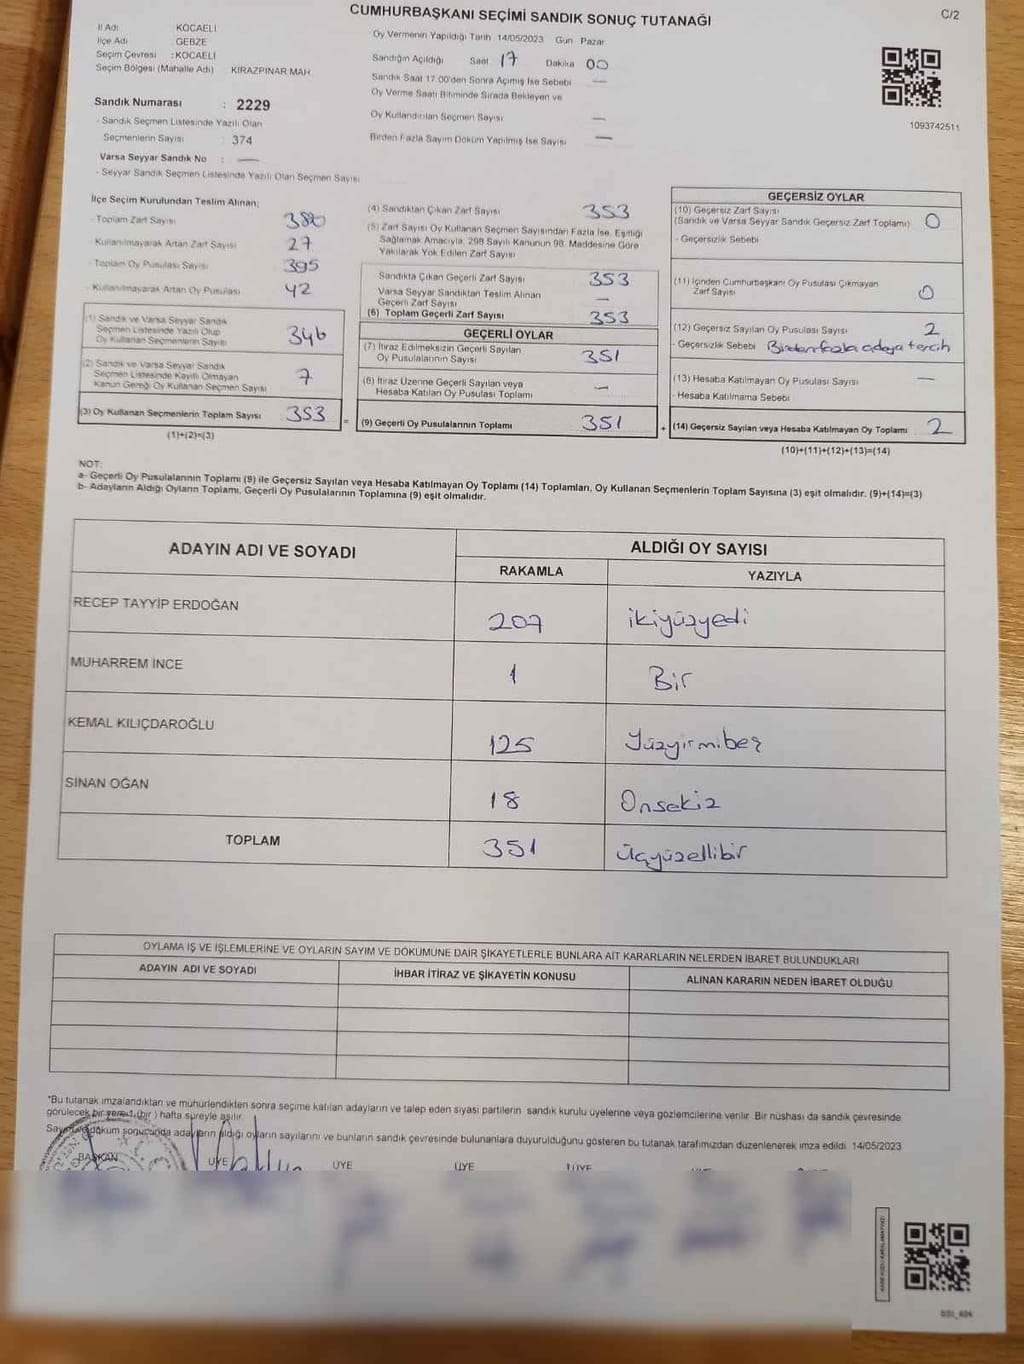 CUMHURBAŞKANI SEÇİMİ SANDIK SONUÇ TUTANAĞI
C/2
İl Adı KOCAELİ
İlçe Adı : GEBZE
Seçim Çevresi : KOCAELİ
Seçim Bölgesi (Mahalle Adı) : KIRAZPINAR MAH.
Sandık Numarası : 2229
- Sandık Seçmen Listesinde Yazılı Olan
Seçmenlerin Sayısı : 374
Varsa Seyyar Sandık No : —
- Seyyar Sandık Seçmen Listesinde Yazılı Olan Seçmen Sayısı
Oy Vermenin Yapıldığı Tarih 14/05/2023 Gün Pazar
Sandığın Açıldığı Saat 17 Dakika 00
Sandık Saat 17:00'den Sonra Açılmış İse Sebebi —
Oy Verme Saati Bitiminde Sırada Bekleyen ve
Oy Kullandırılan Seçmen Sayısı —
Birden Fazla Sayım Döküm Yapılmış İse Sayısı —
1093742511
İlçe Seçim Kurulundan Teslim Alınan;
- Toplam Zarf Sayısı 380
- Kullanılmayarak Artan Zarf Sayısı 27
- Toplam Oy Pusulası Sayısı 395
- Kullanılmayarak Artan Oy Pusulası 42
(1) Sandık ve Varsa Seyyar Sandık
Seçmen Listesinde Yazılı Olup
Oy Kullanan Seçmenlerin Sayısı 346
(2) Sandık ve Varsa Seyyar Sandık
Seçmen Listesinde Kayıtlı Olmayan
Kanun Gereği Oy Kullanan Seçmen Sayısı 7
(3) Oy Kullanan Seçmenlerin Toplam Sayısı 353 =
(1)+(2)=(3)
(4) Sandıktan Çıkan Zarf Sayısı 353
(5) Zarf Sayısı Oy Kullanan Seçmen Sayısından Fazla İse, Eşitliği
Sağlamak Amacıyla, 298 Sayılı Kanunun 98. Maddesine Göre
Yakılarak Yok Edilen Zarf Sayısı
Sandıkta Çıkan Geçerli Zarf Sayısı 353
Varsa Seyyar Sandıktan Teslim Alınan
Geçerli Zarf Sayısı —
(6) Toplam Geçerli Zarf Sayısı 353
GEÇERLİ OYLAR
(7) İtiraz Edilmeksizin Geçerli Sayılan
Oy Pusulalarının Sayısı 351
(8) İtiraz Üzerine Geçerli Sayılan veya
Hesaba Katılan Oy Pusulası Toplamı —
(9) Geçerli Oy Pusulalarının Toplamı 351 +
GEÇERSİZ OYLAR
(10) Geçersiz Zarf Sayısı
(Sandık ve Varsa Seyyar Sandık Geçersiz Zarf Toplamı) 0
- Geçersizlik Sebebi
(11) İçinden Cumhurbaşkanı Oy Pusulası Çıkmayan
Zarf Sayısı 0
(12) Geçersiz Sayılan Oy Pusulası Sayısı 2
- Geçersizlik Sebebi Birden fazla adaya tercih
(13) Hesaba Katılmayan Oy Pusulası Sayısı —
- Hesaba Katılmama Sebebi
(14) Geçersiz Sayılan veya Hesaba Katılmayan Oy Toplamı 2
(10)+(11)+(12)+(13)=(14)
NOT:
a- Geçerli Oy Pusulalarının Toplamı (9) ile Geçersiz Sayılan veya Hesaba Katılmayan Oy Toplamı (14) Toplamları, Oy Kullanan Seçmenlerin Toplam Sayısına (3) eşit olmalıdır. (9)+(14)=(3)
b- Adayların Aldığı Oyların Toplamı, Geçerli Oy Pusulalarının Toplamına (9) eşit olmalıdır.
ADAYIN ADI VE SOYADI
ALDIĞI OY SAYISI
RAKAMLA YAZIYLA
RECEP TAYYİP ERDOĞAN 207 ikiyüzyedi
MUHARREM İNCE 1 Bir
KEMAL KILIÇDAROĞLU 125 Yüzyirmibeş
SİNAN OĞAN 18 Onsekiz
TOPLAM 351 üçyüzellibir
OYLAMA İŞ VE İŞLEMLERİNE VE OYLARIN SAYIM VE DÖKÜMÜNE DAİR ŞİKAYETLERLE BUNLARA AİT KARARLARIN NELERDEN İBARET BULUNDUKLARI
ADAYIN ADI VE SOYADI İHBAR İTİRAZ VE ŞİKAYETİN KONUSU ALINAN KARARIN NEDEN İBARET OLDUĞU
*Bu tutanak imzalandıktan ve mühürlendikten sonra seçime katılan adayların ve talep eden siyasi partilerin sandık kurulu üyelerine veya gözlemcilerine verilir. Bir nüshası da sandık çevresinde
görülecek bir yere 1 (bir) hafta süreyle asılır.
Sayım ve döküm sonucunda adayların aldığı oyların sayılarını ve bunların sandık çevresinde bulunanlara duyurulduğunu gösteren bu tutanak tarafımızdan düzenlenerek imza edildi. 14/05/2023
BAŞKAN ÜYE ÜYE ÜYE ÜYE